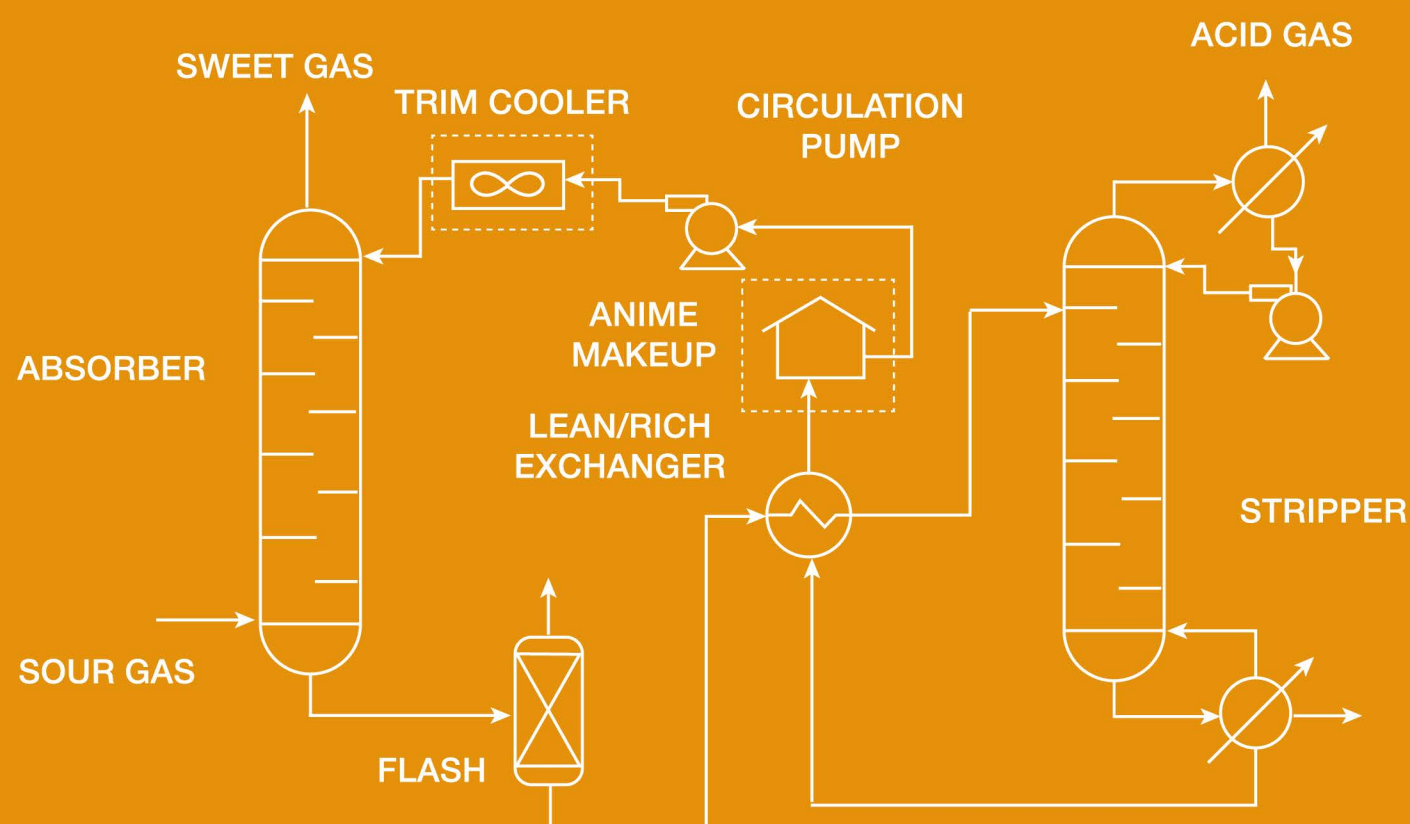 ACID GAS
SWEET GAS
TRIM COOLER
CIRCULATION
PUMP
ANIME
MAKEUP
ABSORBER
LEAN/RICH
EXCHANGER
STRIPPER
SOUR GAS
FLASH